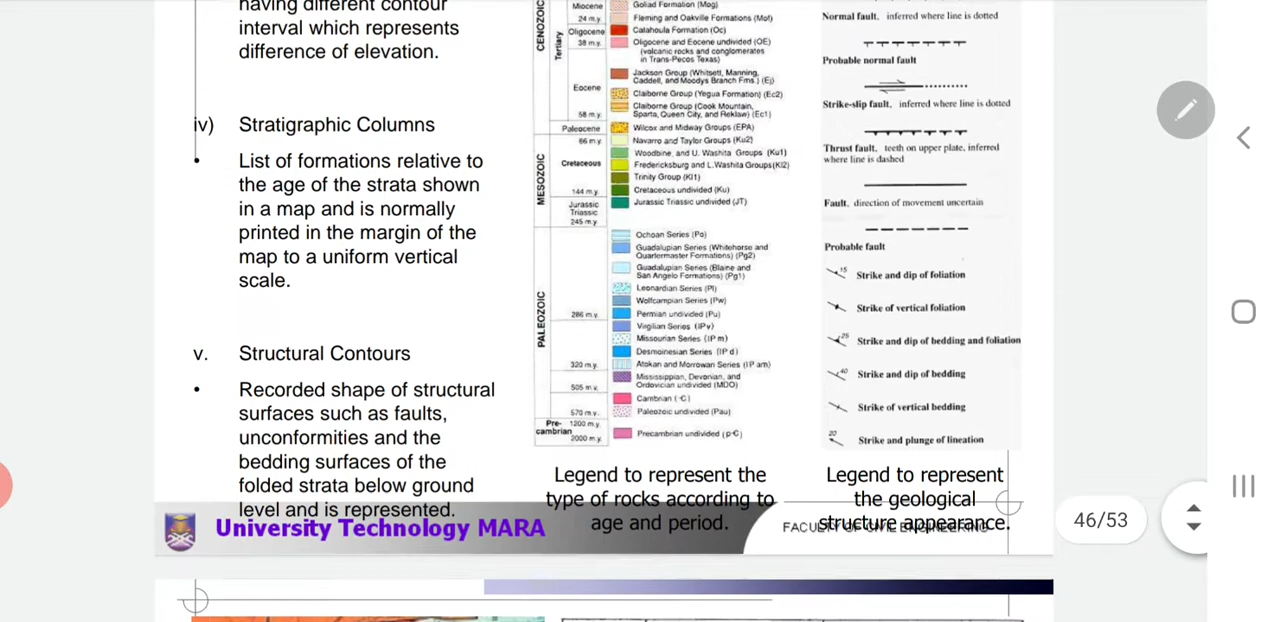 having different contour
interval which represents
difference of elevation.
iv) Stratigraphic Columns
• List of formations relative to
the age of the strata shown
in a map and is normally
printed in the margin of the
map to a uniform vertical
scale.
v. Structural Contours
• Recorded shape of structural
surfaces such as faults,
unconformities and the
bedding surfaces of the
folded strata below ground
level and is represented.
CENOZOIC
Tertiary
Miocene
24 m.y.
Oligocene
38 m.y.
Eocene
58 m.y.
Paleocene
66 m.y.
MESOZOIC
Cretaceous
144 m.y.
Jurassic
Triassic
245 m.y.
PALEOZOIC
286 m.y.
320 m.y.
505 m.y.
570 m.y.
Pre-
cambrian
1200 m.y.
2000 m.y.
Goliad Formation (Mog)
Fleming and Oakville Formations (Mof)
Catahoula Formation (Oc)
Oligocene and Eocene undivided (OE)
(volcanic rocks and conglomerates
in Trans-Pecos Texas)
Jackson Group (Whitsett, Manning,
Caddell, and Moodys Branch Fms.) (Ej)
Claiborne Group (Yegua Formation) (Ec2)
Claiborne Group (Cook Mountain,
Sparta, Queen City, and Reklaw) (Ec1)
Wilcox and Midway Groups (EPA)
Navarro and Taylor Groups (Ku2)
Woodbine, and U. Washita Groups (Ku1)
Fredericksburg and L.Washita Groups(Kl2)
Trinity Group (Kl1)
Cretaceous undivided (Ku)
Jurassic Triassic undivided (JT)
Ochoan Series (Po)
Guadalupian Series (Whitehorse and
Quartermaster Formations) (Pg2)
Guadalupian Series (Blaine and
San Angelo Formations) (Pg1)
Leonardian Series (Pl)
Wolfcampian Series (Pw)
Permian undivided (Pu)
Virgilian Series (IPv)
Missourian Series (IPm)
Desmoinesian Series (IPd)
Atokan and Morrowan Series (IPam)
Mississippian, Devonian, and
Ordovician undivided (MDO)
Cambrian (-C)
Paleozoic undivided (Pau)
Precambrian undivided (p-C)
Legend to represent the
type of rocks according to
age and period.
Normal fault, inferred where line is dotted
Probable normal fault
Strike-slip fault, inferred where line is dotted
Thrust fault, teeth on upper plate, inferred
where line is dashed
Fault, direction of movement uncertain
Probable fault
15 Strike and dip of foliation
Strike of vertical foliation
25 Strike and dip of bedding and foliation
40 Strike and dip of bedding
Strike of vertical bedding
20 Strike and plunge of lineation
Legend to represent
the geological
structure appearance.
University Technology MARA
FACULTY OF CIVIL ENGINEERING
46/53